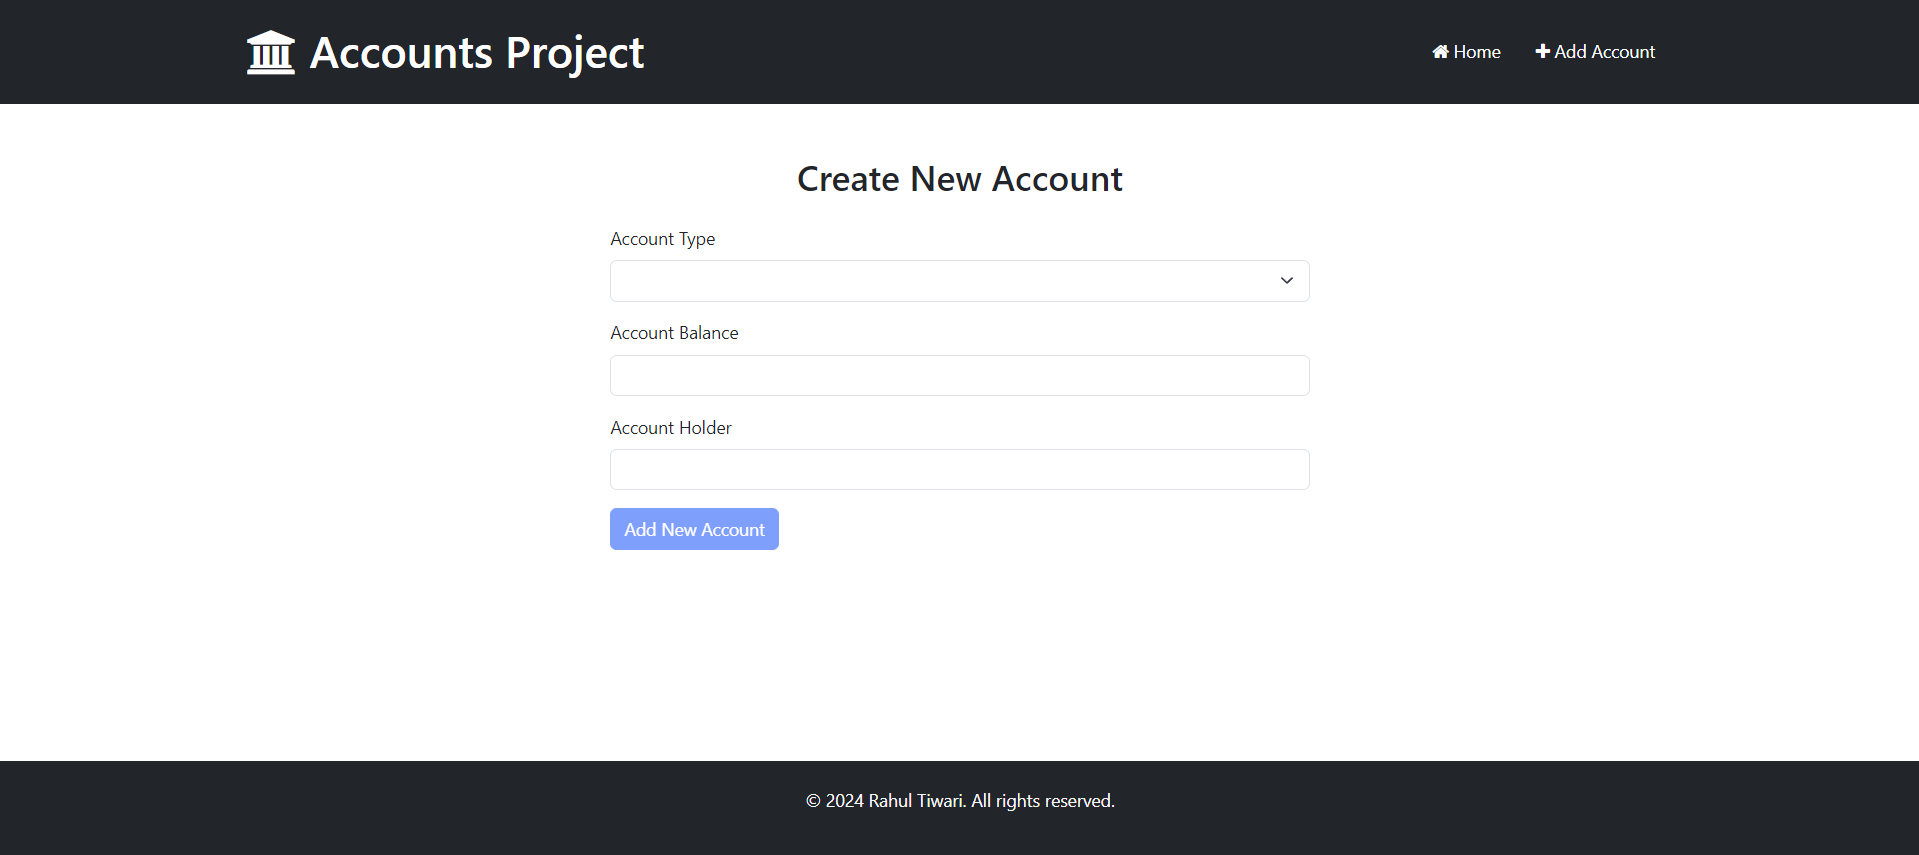 Accounts Project
Home
Add Account
Create New Account
Account Type
Account Balance
Account Holder
Add New Account
© 2024 Rahul Tiwari. All rights reserved.